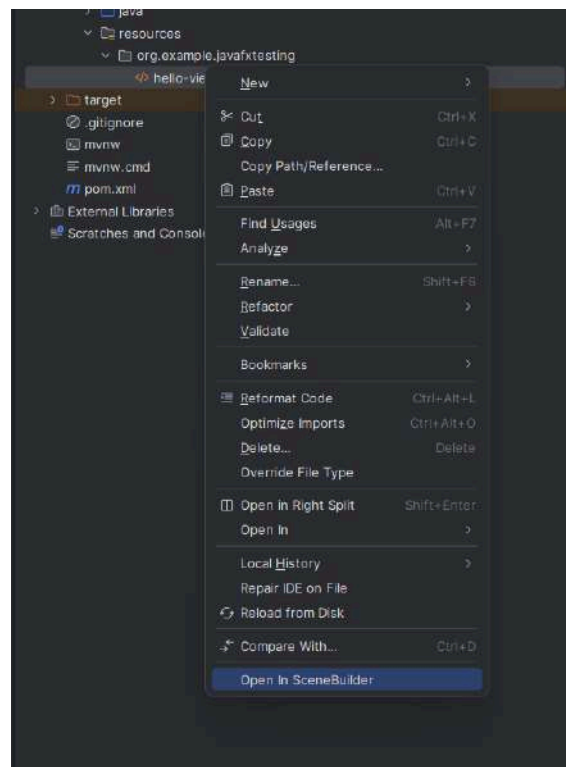 java
resources
org.example.javafxtesting
hello-vie
target
.gitignore
mvnw
mvnw.cmd
pom.xml
External Libraries
Scratches and Consol
New
Cut Ctrl+X
Copy Ctrl+C
Copy Path/Reference...
Paste Ctrl+V
Find Usages Alt+F7
Analyze
Rename... Shift+F6
Refactor
Validate
Bookmarks
Reformat Code Ctrl+Alt+L
Optimize Imports Ctrl+Alt+O
Delete... Delete
Override File Type
Open in Right Split Shift+Enter
Open In
Local History
Repair IDE on File
Reload from Disk
Compare With... Ctrl+D
Open In SceneBuilder